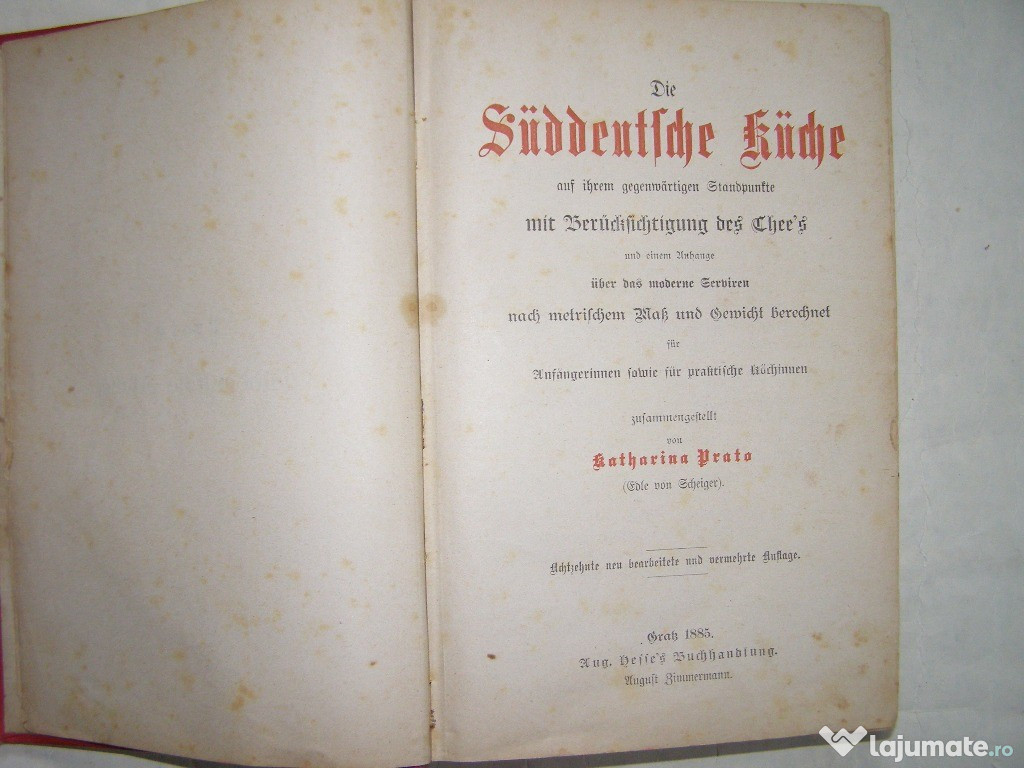 Die
Süddeutsche Küche
auf ihrem gegenwärtigen Standpunkte
mit Berücksichtigung des Thee's
und einem Anhange
über das moderne Serviren
nach metrischem Maß und Gewicht berechnet
für
Anfängerinnen sowie für praktische Köchinnen
zusammengestellt
von
Katharina Prato
(Edle von Scheiger).
Achtzehnte neu bearbeitete und vermehrte Auflage.
Gratz 1885.
Aug. Hesse's Buchhandlung.
August Zimmermann.
lajumate.ro